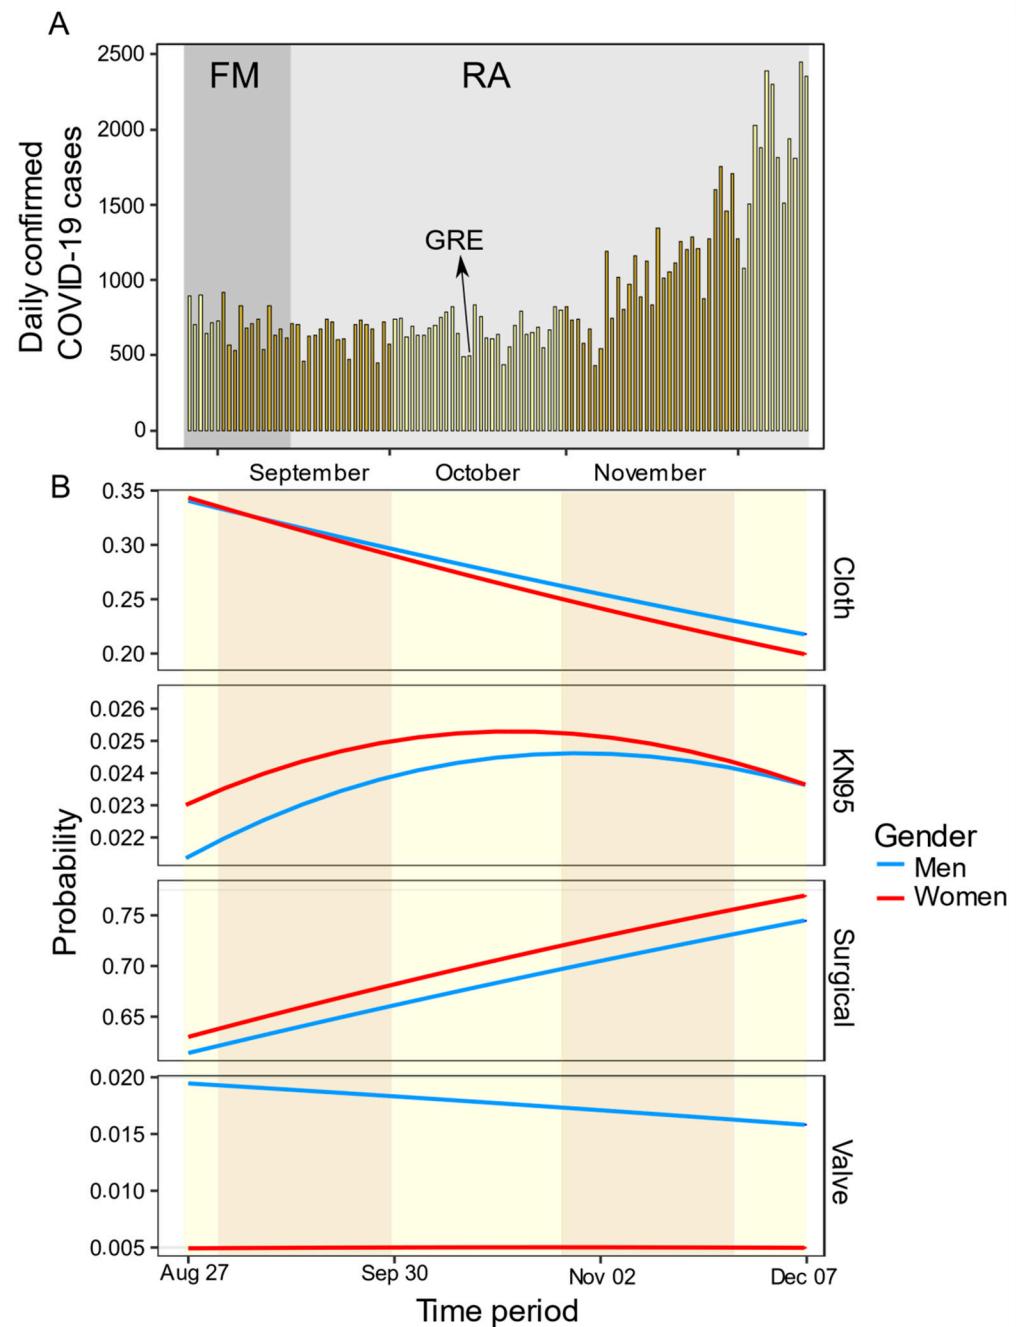 A
2500
2000
1500
1000
500
0
Daily confirmed
COVID-19 cases
FM
RA
GRE
September October November
B
0.35
0.30
0.25
0.20
Cloth
0.026
0.025
0.024
0.023
0.022
KN95
Probability
Gender
Men
Women
0.75
0.70
0.65
Surgical
0.020
0.015
0.010
0.005
Valve
Aug 27 Sep 30 Nov 02 Dec 07
Time period